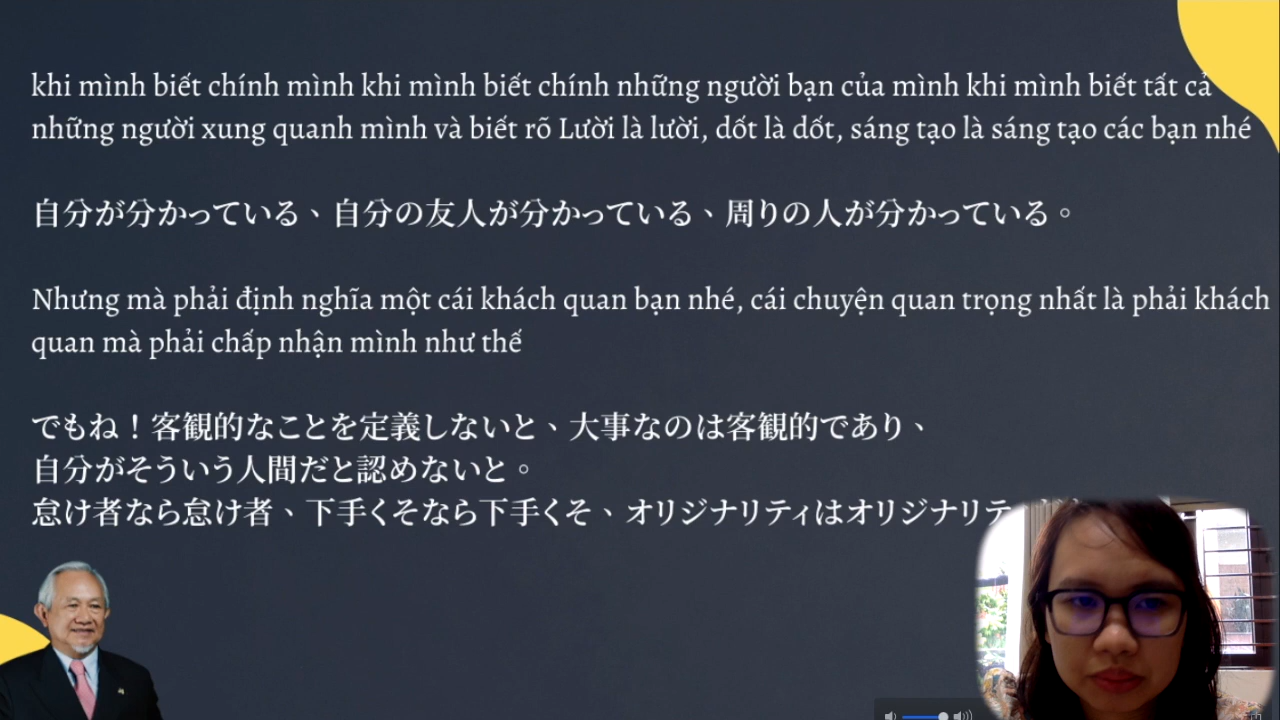 khi mình biết chính mình khi mình biết chính những người bạn của mình khi mình biết tất cả
những người xung quanh mình và biết rõ Lười là lười, dốt là dốt, sáng tạo là sáng tạo các bạn nhé
自分が分かっている、自分の友人が分かっている、周りの人が分かっている。
Nhưng mà phải định nghĩa một cái khách quan bạn nhé, cái chuyện quan trọng nhất là phải khách
quan mà phải chấp nhận mình như thế
でもね！客観的なことを定義しないと、大事なのは客観的であり、
自分がそういう人間だと認めないと。
怠け者なら怠け者、下手くそなら下手くそ、オリジナリティはオリジナリテ